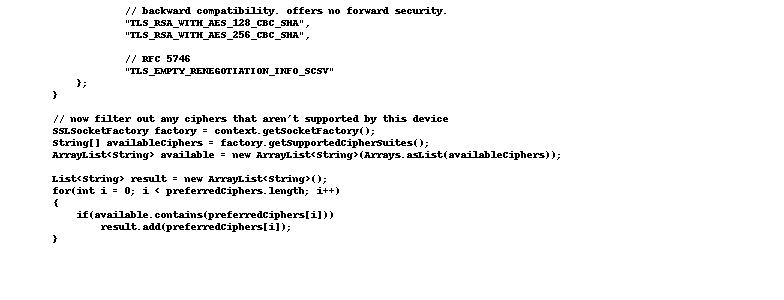 // backward compatibility. offers no forward security.
"TLS_RSA_WITH_AES_128_CBC_SHA",
"TLS_RSA_WITH_AES_256_CBC_SHA",
// RFC 5746
"TLS_EMPTY_RENEGOTIATION_INFO_SCSV"
};
}
// now filter out any ciphers that aren't supported by this device
SSLSocketFactory factory = context.getSocketFactory();
String[] availableCiphers = factory.getSupportedCipherSuites();
ArrayList<String> available = new ArrayList<String>(Arrays.asList(availableCiphers));
List<String> result = new ArrayList<String>();
for(int i = 0; i < preferredCiphers.length; i++)
{
if(available.contains(preferredCiphers[i]))
result.add(preferredCiphers[i]);
}